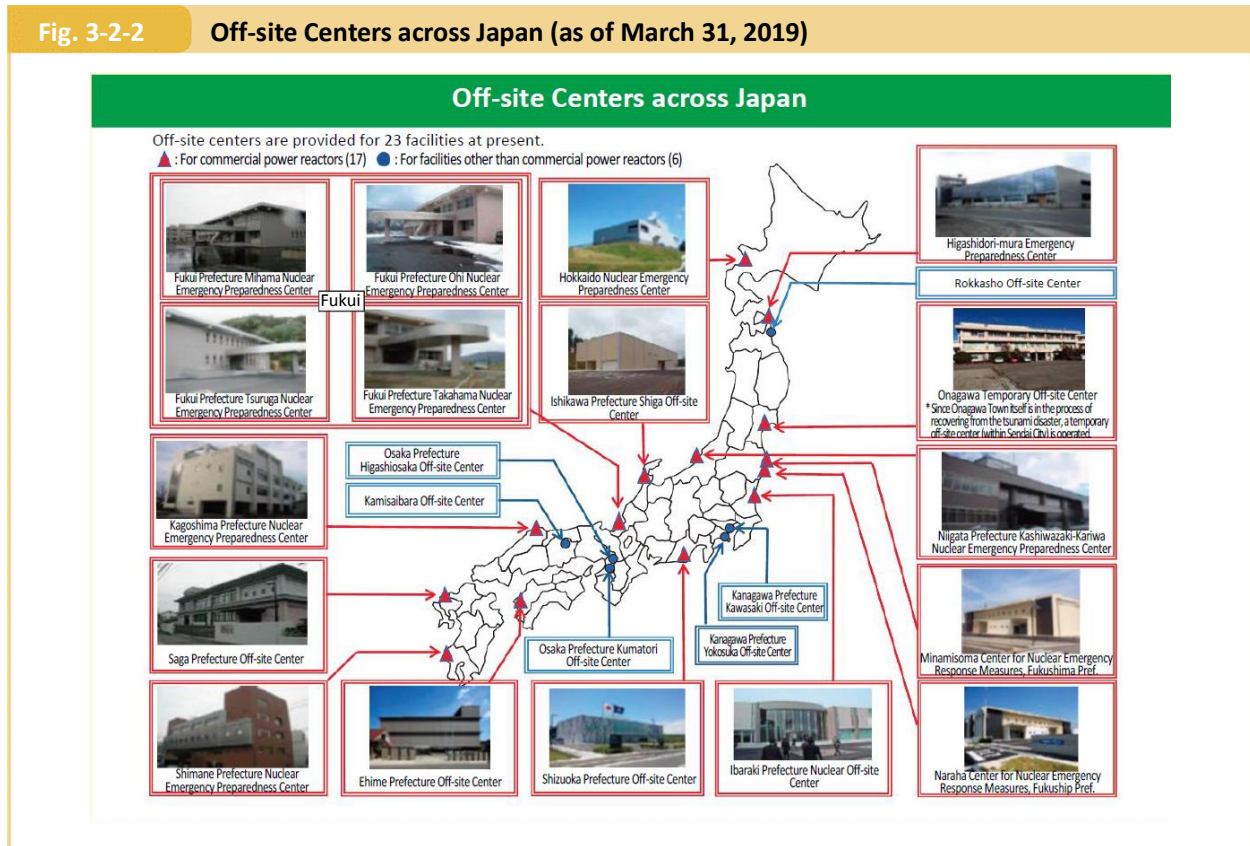 Fig. 3-2-2
Off-site Centers across Japan (as of March 31, 2019)
Off-site Centers across Japan
Off-site centers are provided for 23 facilities at present.
: For commercial power reactors (17)
: For facilities other than commercial power reactors (6)
Fukui Prefecture Mihama Nuclear
Emergency Preparedness Center
Fukui Prefecture Ohi Nuclear
Emergency Preparedness Center
Fukui
Fukui Prefecture Tsuruga Nuclear
Emergency Preparedness Center
Fukui Prefecture Takahama Nuclear
Emergency Preparedness Center
Hokkaido Nuclear Emergency
Preparedness Center
Ishikawa Prefecture Shiga Off-site
Center
Higashidori-mura Emergency
Preparedness Center
Rokkasho Off-site Center
Onagawa Temporary Off-site Center
* Since Onagawa Town itself is in the process of
recovering from the tsunami disaster, a temporary
off-site center (within Sendai City) is operated.
Osaka Prefecture
Higashiosaka Off-site Center
Kamisaibara Off-site Center
Kagoshima Prefecture Nuclear
Emergency Preparedness Center
Niigata Prefecture Kashiwazaki-Kariwa
Nuclear Emergency Preparedness Center
Saga Prefecture Off-site Center
Osaka Prefecture Kumatori
Off-site Center
Kanagawa Prefecture
Kawasaki Off-site Center
Kanagawa Prefecture
Yokosuka Off-site Center
Minamisoma Center for Nuclear Emergency
Response Measures, Fukushima Pref.
Shimane Prefecture Nuclear
Emergency Preparedness Center
Ehime Prefecture Off-site Center
Shizuoka Prefecture Off-site Center
Ibaraki Prefecture Nuclear Off-site
Center
Naraha Center for Nuclear Emergency
Response Measures, Fukuship Pref.